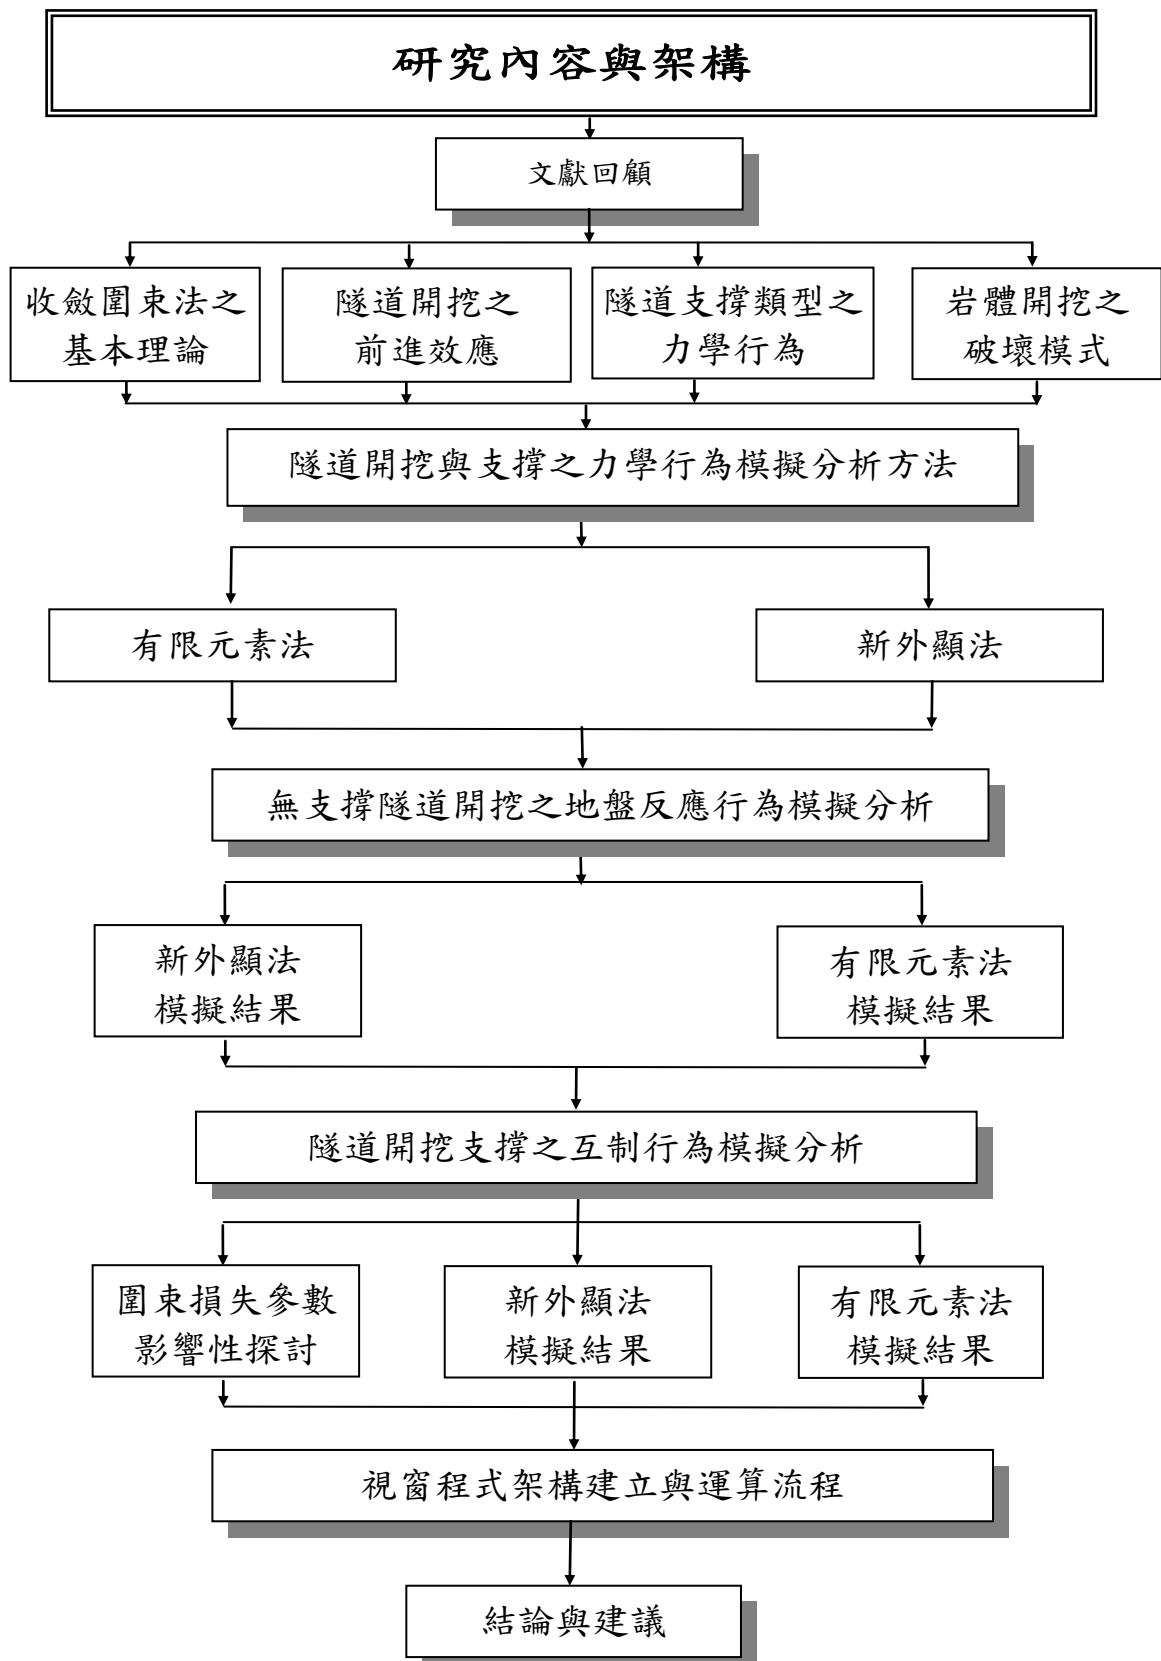 研究內容與架構
文獻回顧
收斂圍束法之
基本理論
隧道開挖之
前進效應
隧道支撐類型之
力學行為
岩體開挖之
破壞模式
隧道開挖與支撐之力學行為模擬分析方法
有限元素法
新外顯法
無支撐隧道開挖之地盤反應行為模擬分析
新外顯法
模擬結果
有限元素法
模擬結果
隧道開挖支撐之互制行為模擬分析
圍束損失參數
影響性探討
新外顯法
模擬結果
有限元素法
模擬結果
視窗程式架構建立與運算流程
結論與建議